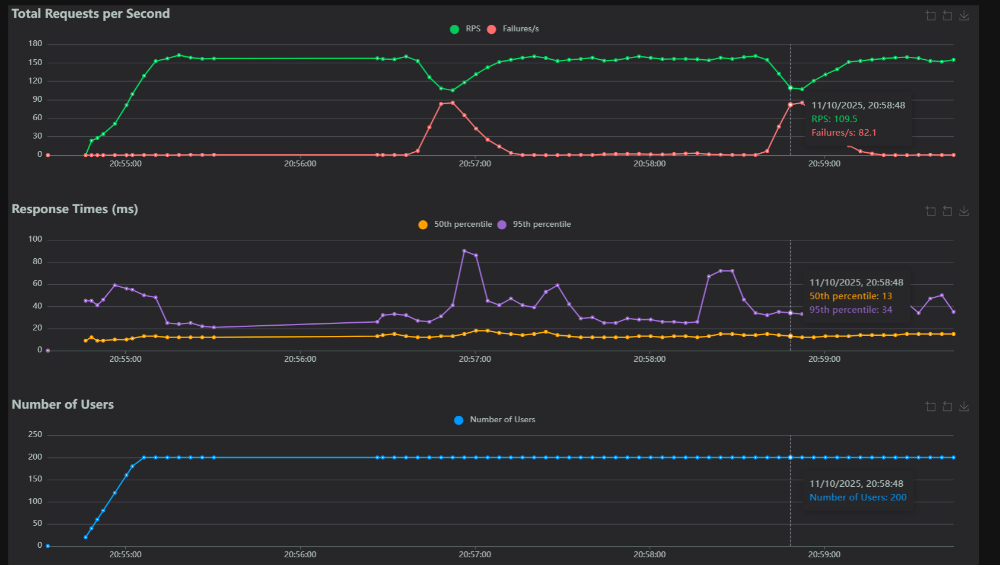 Total Requests per Second
RPS Failures/s
180
150
120
90
60
30
0
11/10/2025, 20:58:48
RPS: 109.5
Failures/s: 82.1
20:55:00 20:56:00 20:57:00 20:58:00 20:59:00
Response Times (ms)
50th percentile 95th percentile
100
80
60
40
20
0
11/10/2025, 20:58:48
50th percentile: 13
95th percentile: 34
20:55:00 20:56:00 20:57:00 20:58:00 20:59:00
Number of Users
Number of Users
250
200
150
100
50
0
11/10/2025, 20:58:48
Number of Users: 200
20:55:00 20:56:00 20:57:00 20:58:00 20:59:00